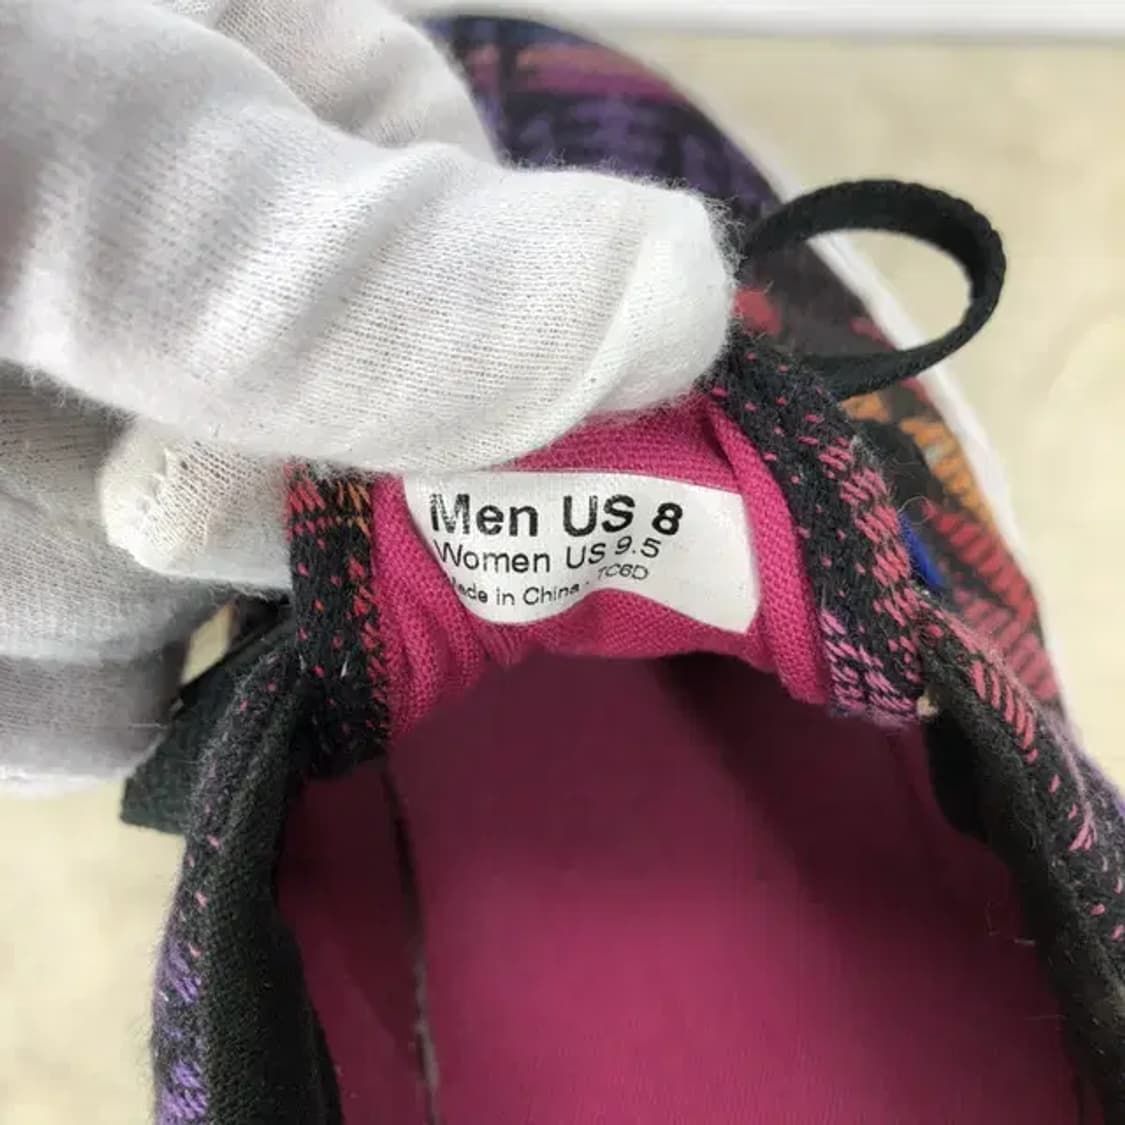 Men US 8
Women US 9.5
Made in China - TC6D